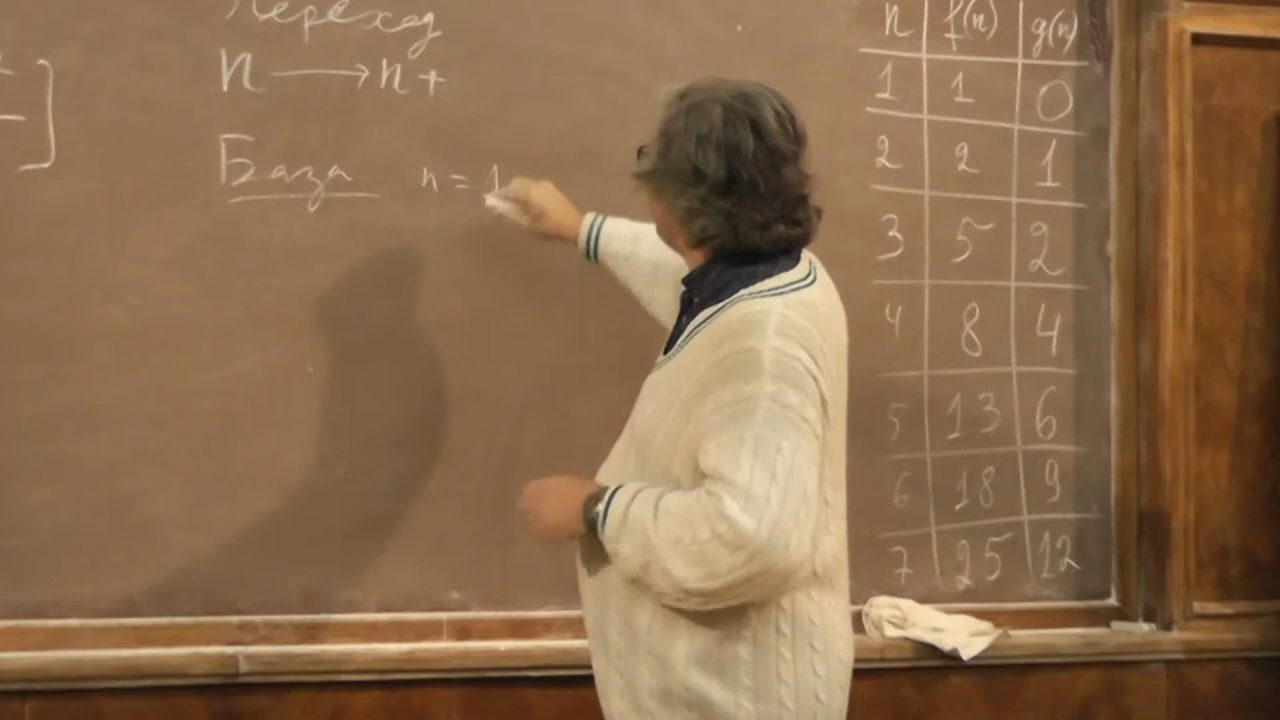 Переход
n → n+
База n = 1
n f(n) g(n)
1 1 0
2 2 1
3 5 2
4 8 4
5 13 6
6 18 9
7 25 12